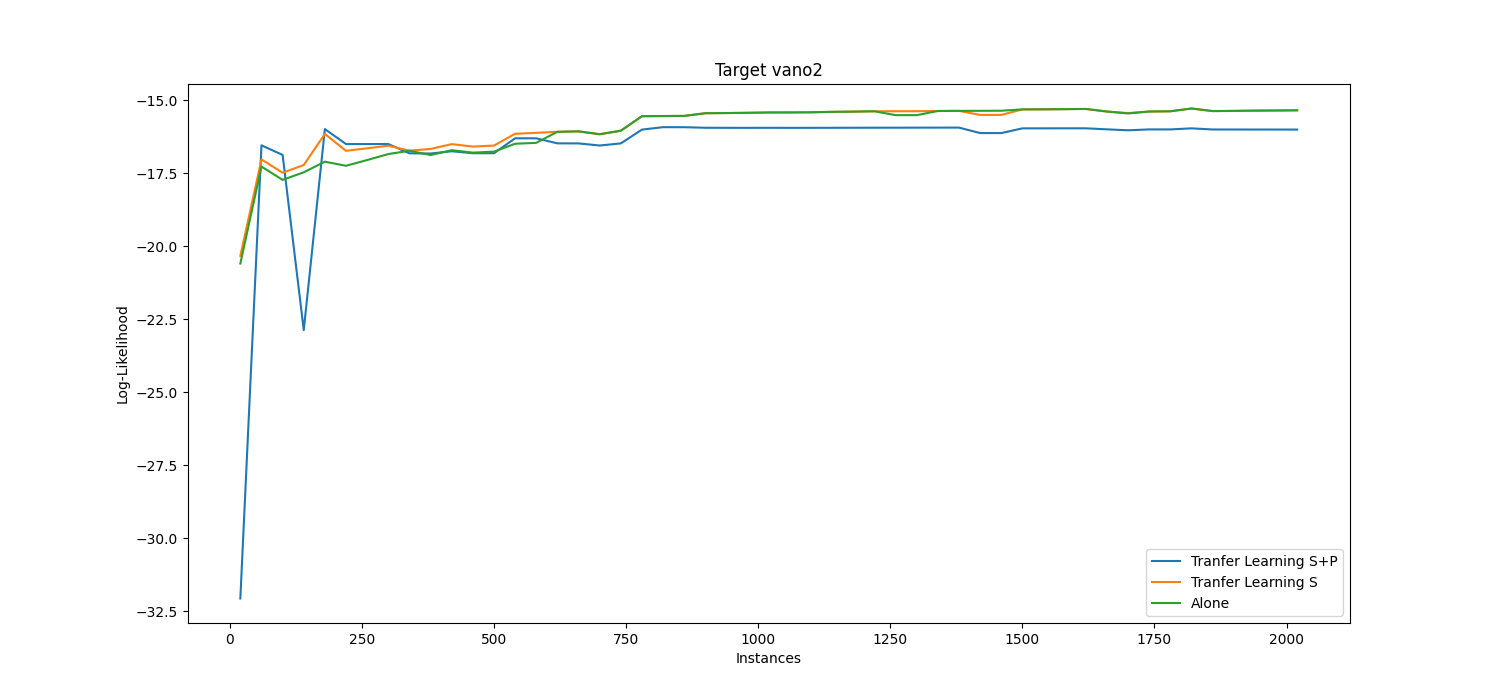 Target vano2
−15.0
−17.5
−20.0
−22.5
−25.0
−27.5
−30.0
−32.5
Log-Likelihood
0 250 500 750 1000 1250 1500 1750 2000
Instances
Tranfer Learning S+P
Tranfer Learning S
Alone